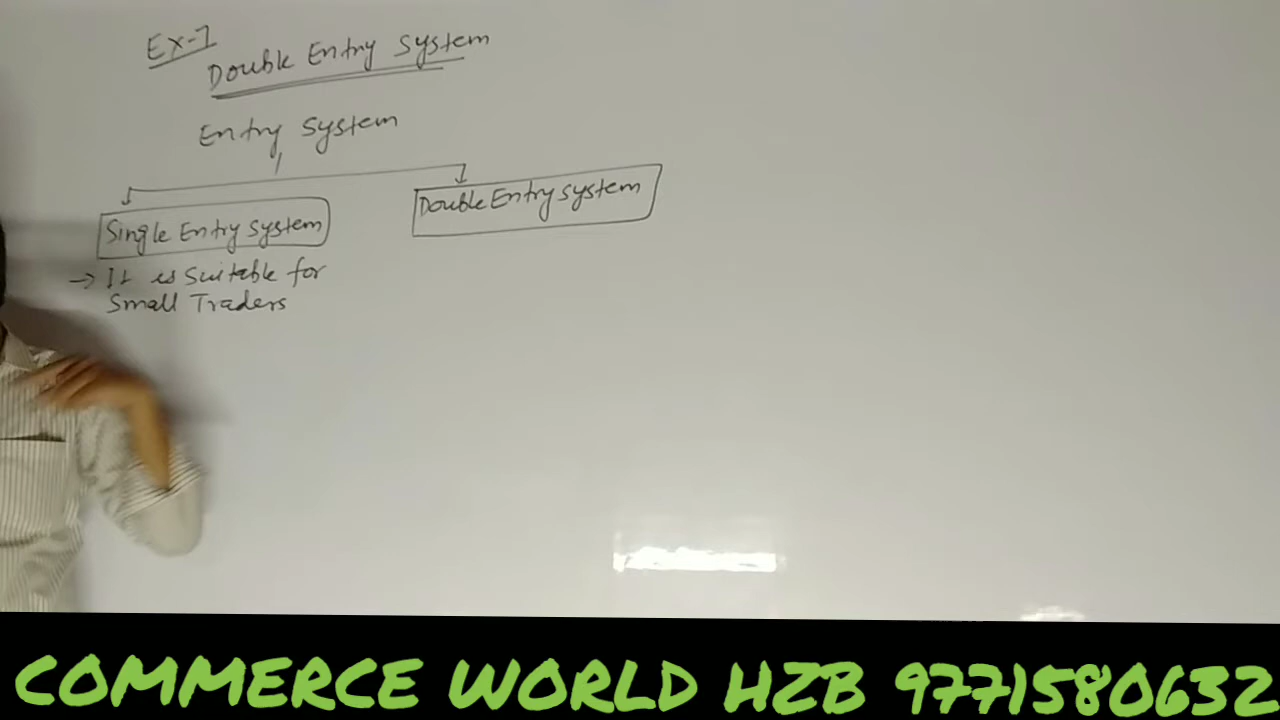 Ex-7
Double Entry System
Entry System
Single Entry System
Double Entry system
→ It is suitable for
Small Traders
COMMERCE WORLD HZB 9771580632